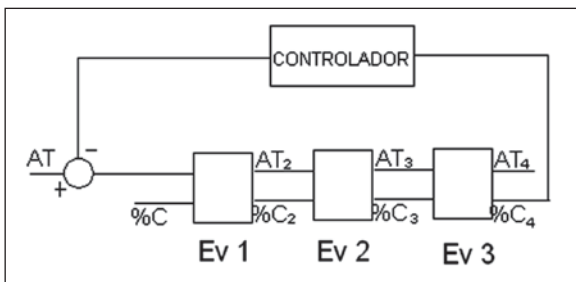 CONTROLADOR
−
AT
+
AT₂
AT₃
AT₄
%C
%C₂
%C₃
%C₄
Ev 1
Ev 2
Ev 3